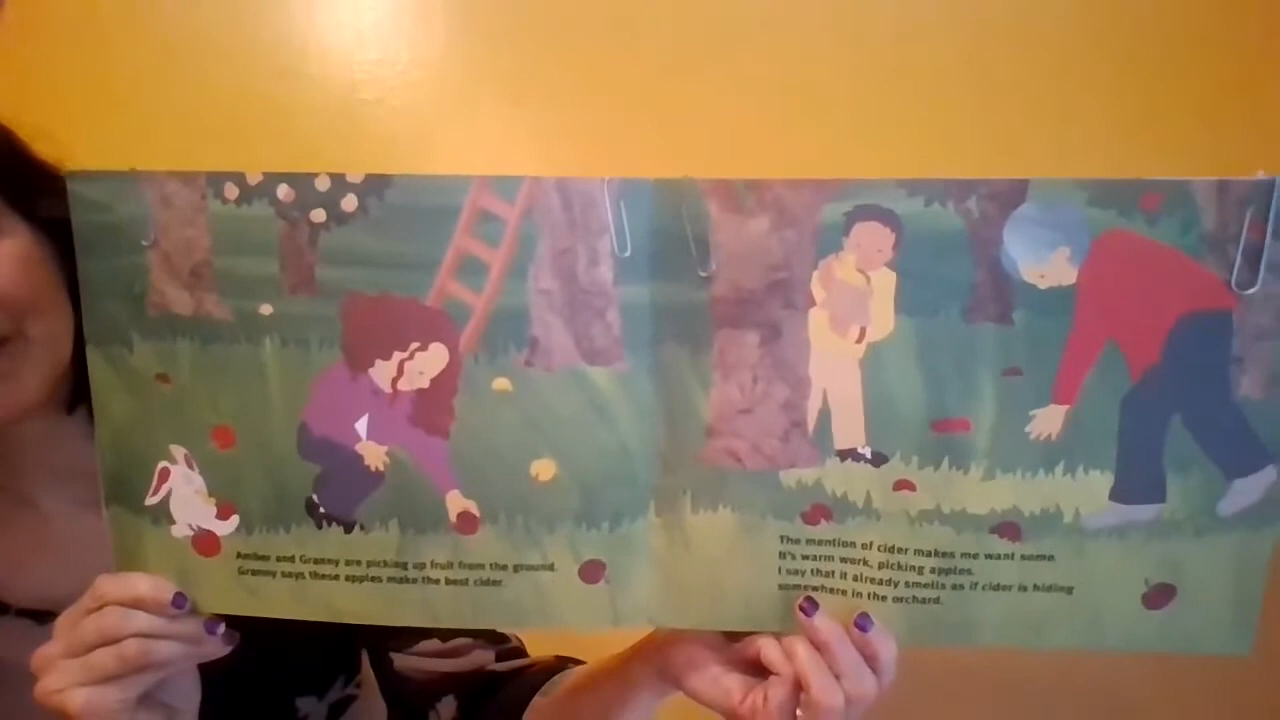 Amber and Granny are picking up fruit from the ground.
Granny says these apples make the best cider.
The mention of cider makes me want some.
It's warm work, picking apples.
I say that it already smells as if cider is hiding
somewhere in the orchard.